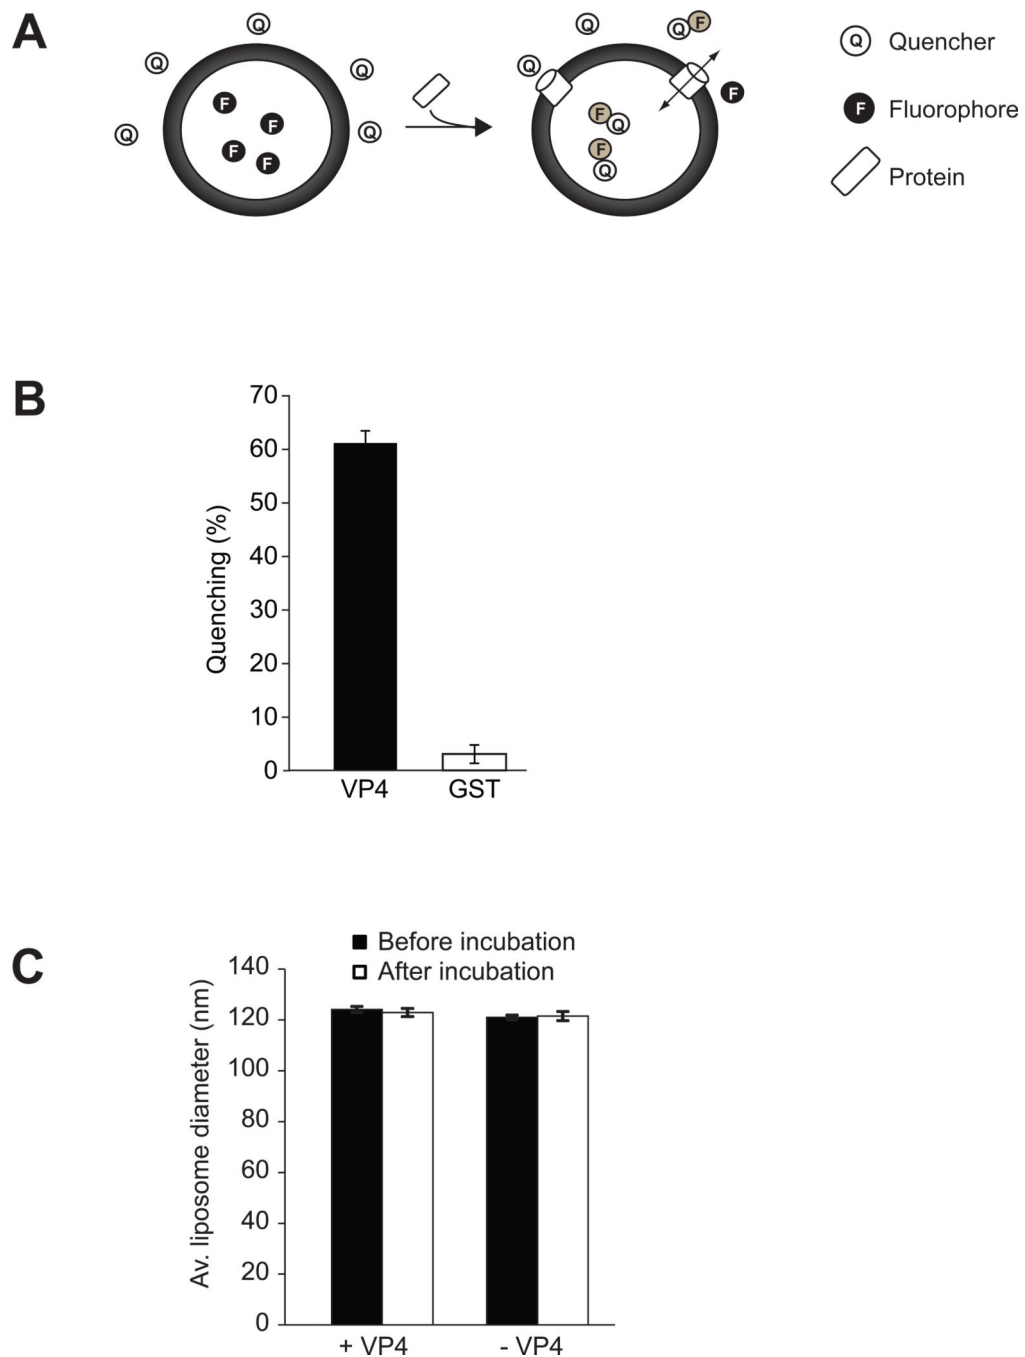 A
Q
Q
Q
Q
Q
F
F
F
F
Q
Q
Q
F
F
F
Q
F
Q
Q Quencher
F Fluorophore
Protein
B
Quenching (%)
70
60
50
40
30
20
10
0
VP4 GST
C
Before incubation
After incubation
Av. liposome diameter (nm)
140
120
100
80
60
40
20
0
+ VP4 - VP4